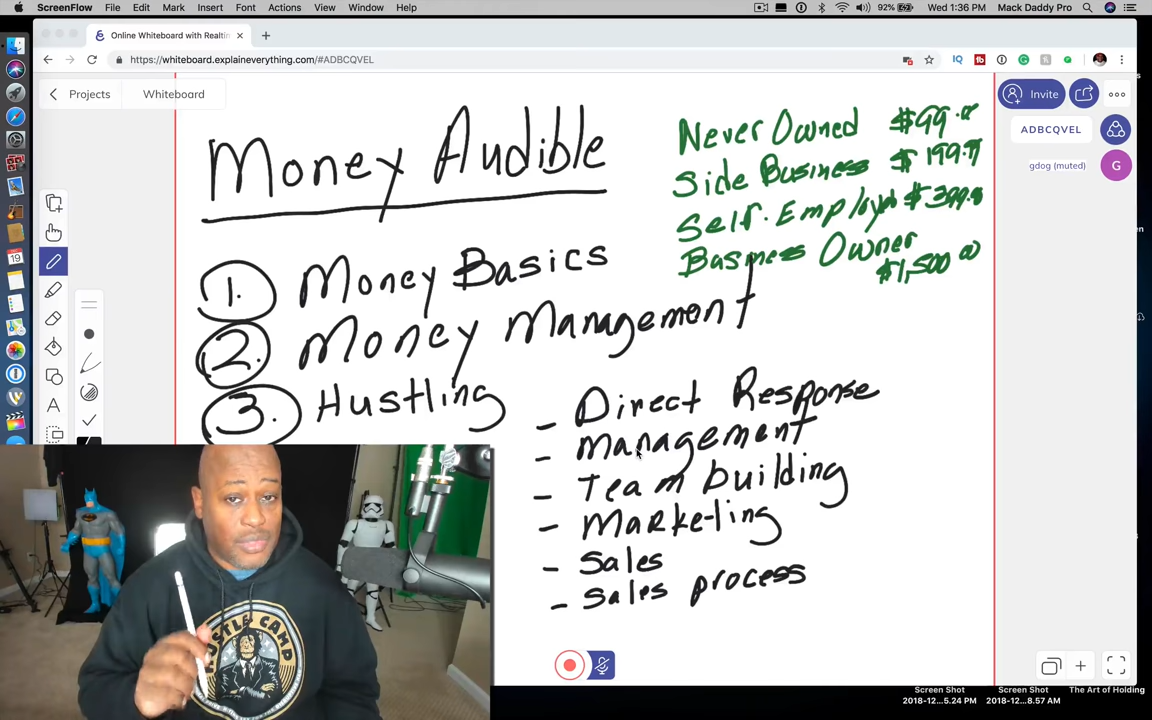 ScreenFlow File Edit Mark Insert Font Actions View Window Help 92% Wed 1:36 PM Mack Daddy Pro
Online Whiteboard with Realtin
https://whiteboard.explaineverything.com/#ADBCQVEL
Projects Whiteboard
Invite
ADBCQVEL
gdog (muted)
G
Money Audible
Never Owned $99.
Side Business $199.
Self-Employed $399.
Business Owner
$1,500 00
1. Money Basics
2. Money Management
3. Hustling
- Direct Response
- Management
- Team building
- Marketing
- Sales
- Sales process
HUSTLE CAMP
Screen Shot
2018-12...5.24 PM
Screen Shot
2018-12...8.57 AM
The Art of Holding